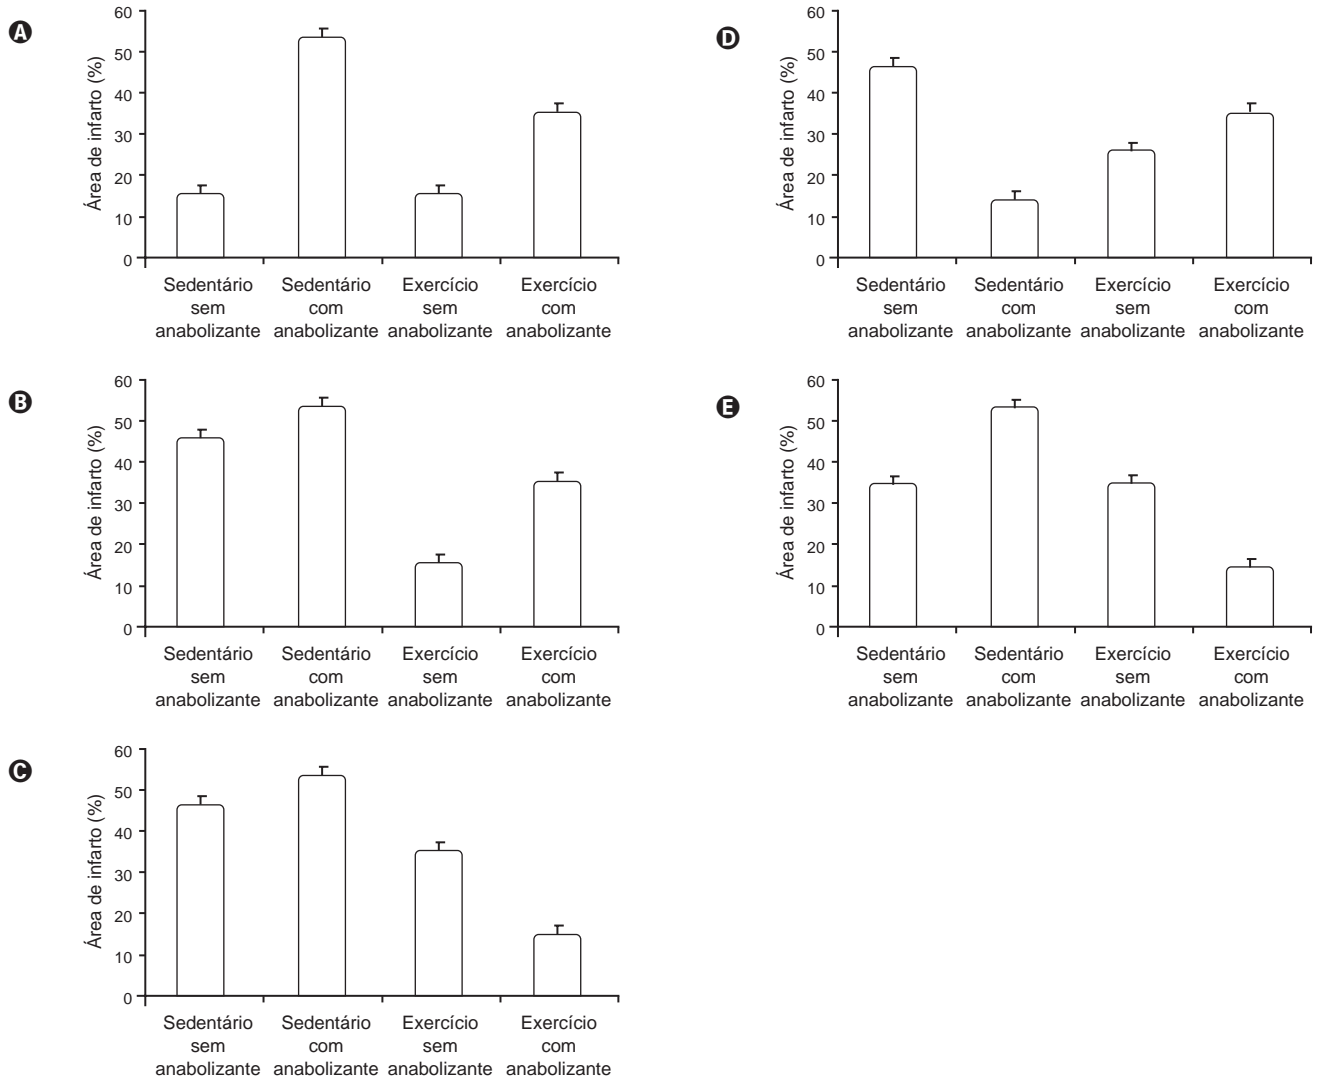 A
Área de infarto (%)
60
50
40
30
20
10
0
Sedentário sem anabolizante
Sedentário com anabolizante
Exercício sem anabolizante
Exercício com anabolizante
B
Área de infarto (%)
60
50
40
30
20
10
0
Sedentário sem anabolizante
Sedentário com anabolizante
Exercício sem anabolizante
Exercício com anabolizante
C
Área de infarto (%)
60
50
40
30
20
10
0
Sedentário sem anabolizante
Sedentário com anabolizante
Exercício sem anabolizante
Exercício com anabolizante
D
Área de infarto (%)
60
50
40
30
20
10
0
Sedentário sem anabolizante
Sedentário com anabolizante
Exercício sem anabolizante
Exercício com anabolizante
E
Área de infarto (%)
60
50
40
30
20
10
0
Sedentário sem anabolizante
Sedentário com anabolizante
Exercício sem anabolizante
Exercício com anabolizante